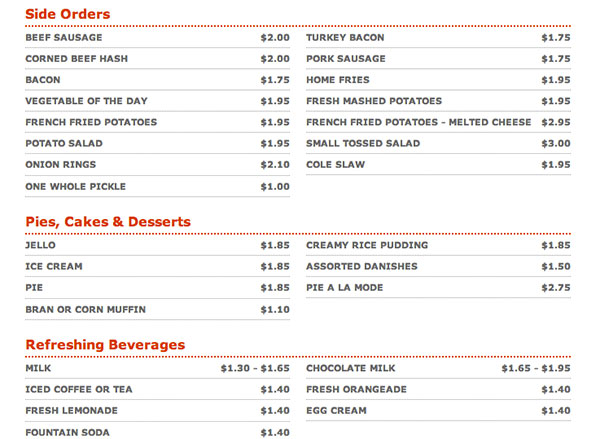 Side Orders
BEEF SAUSAGE $2.00
CORNED BEEF HASH $2.00
BACON $1.75
VEGETABLE OF THE DAY $1.95
FRENCH FRIED POTATOES $1.95
POTATO SALAD $1.95
ONION RINGS $2.10
ONE WHOLE PICKLE $1.00
TURKEY BACON $1.75
PORK SAUSAGE $1.75
HOME FRIES $1.95
FRESH MASHED POTATOES $1.95
FRENCH FRIED POTATOES - MELTED CHEESE $2.95
SMALL TOSSED SALAD $3.00
COLE SLAW $1.95
Pies, Cakes & Desserts
JELLO $1.85
ICE CREAM $1.85
PIE $1.85
BRAN OR CORN MUFFIN $1.10
CREAMY RICE PUDDING $1.85
ASSORTED DANISHES $1.50
PIE A LA MODE $2.75
Refreshing Beverages
MILK $1.30 - $1.65
ICED COFFEE OR TEA $1.40
FRESH LEMONADE $1.40
FOUNTAIN SODA $1.40
CHOCOLATE MILK $1.65 - $1.95
FRESH ORANGEADE $1.40
EGG CREAM $1.40